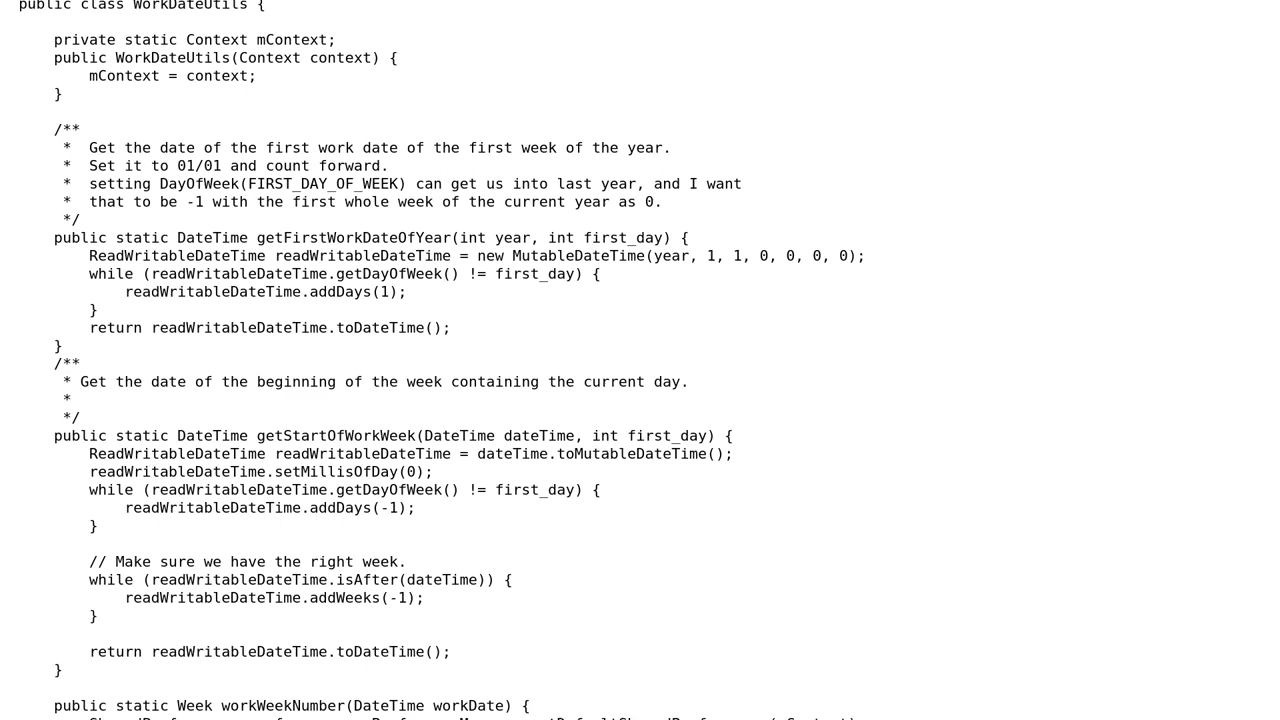 public class WorkDateUtils {

    private static Context mContext;
    public WorkDateUtils(Context context) {
        mContext = context;
    }

    /**
     *  Get the date of the first work date of the first week of the year.
     *  Set it to 01/01 and count forward.
     *  setting DayOfWeek(FIRST_DAY_OF_WEEK) can get us into last year, and I want
     *  that to be -1 with the first whole week of the current year as 0.
     */
    public static DateTime getFirstWorkDateOfYear(int year, int first_day) {
        ReadWritableDateTime readWritableDateTime = new MutableDateTime(year, 1, 1, 0, 0, 0, 0);
        while (readWritableDateTime.getDayOfWeek() != first_day) {
            readWritableDateTime.addDays(1);
        }
        return readWritableDateTime.toDateTime();
    }
    /**
     * Get the date of the beginning of the week containing the current day.
     *
     */
    public static DateTime getStartOfWorkWeek(DateTime dateTime, int first_day) {
        ReadWritableDateTime readWritableDateTime = dateTime.toMutableDateTime();
        readWritableDateTime.setMillisOfDay(0);
        while (readWritableDateTime.getDayOfWeek() != first_day) {
            readWritableDateTime.addDays(-1);
        }

        // Make sure we have the right week.
        while (readWritableDateTime.isAfter(dateTime)) {
            readWritableDateTime.addWeeks(-1);
        }

        return readWritableDateTime.toDateTime();
    }

    public static Week workWeekNumber(DateTime workDate) {